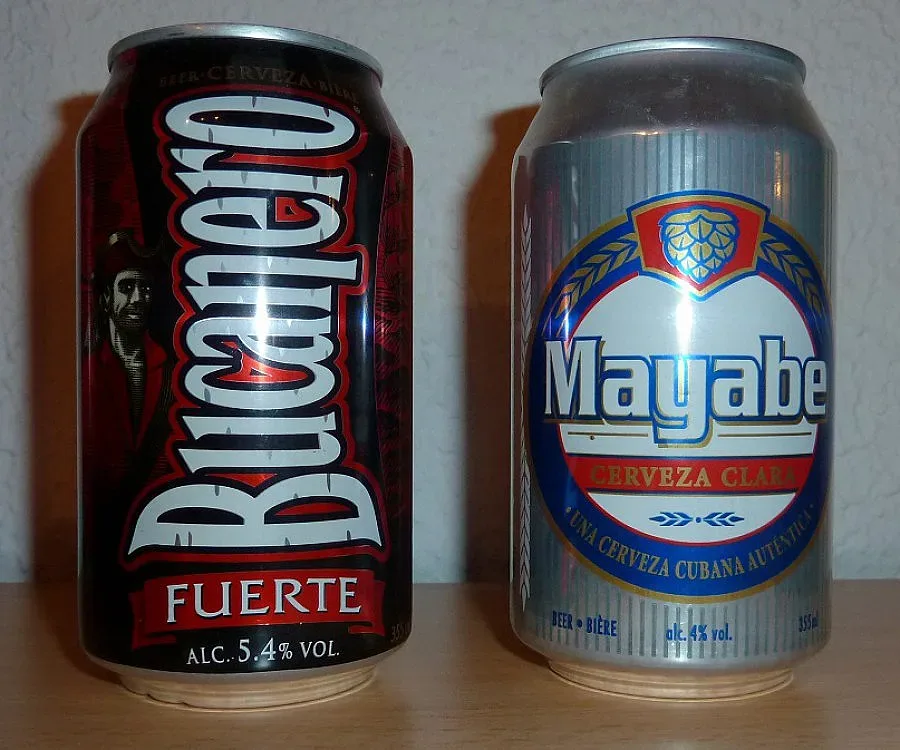 BEER · CERVEZA · BIÈRE
Bucanero
FUERTE
ALC. 5.4% VOL.
Mayabe
CERVEZA CLARA
· UNA CERVEZA CUBANA AUTÉNTICA ·
BEER • BIÈRE
alc. 4% vol.
355ml